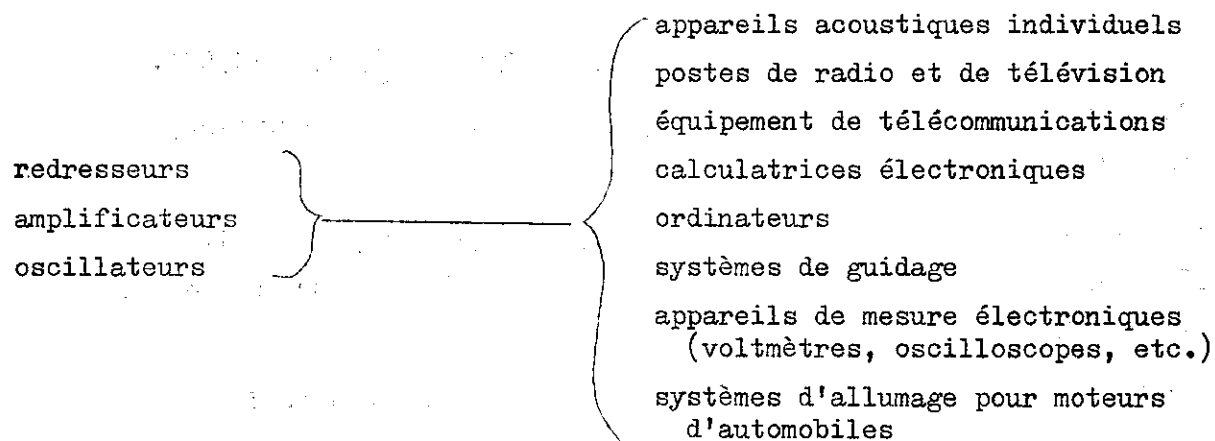 redresseurs
amplificateurs
oscillateurs
appareils acoustiques individuels
postes de radio et de télévision
équipement de télécommunications
calculatrices électroniques
ordinateurs
systèmes de guidage
appareils de mesure électroniques
(voltmètres, oscilloscopes, etc.)
systèmes d'allumage pour moteurs
d'automobiles